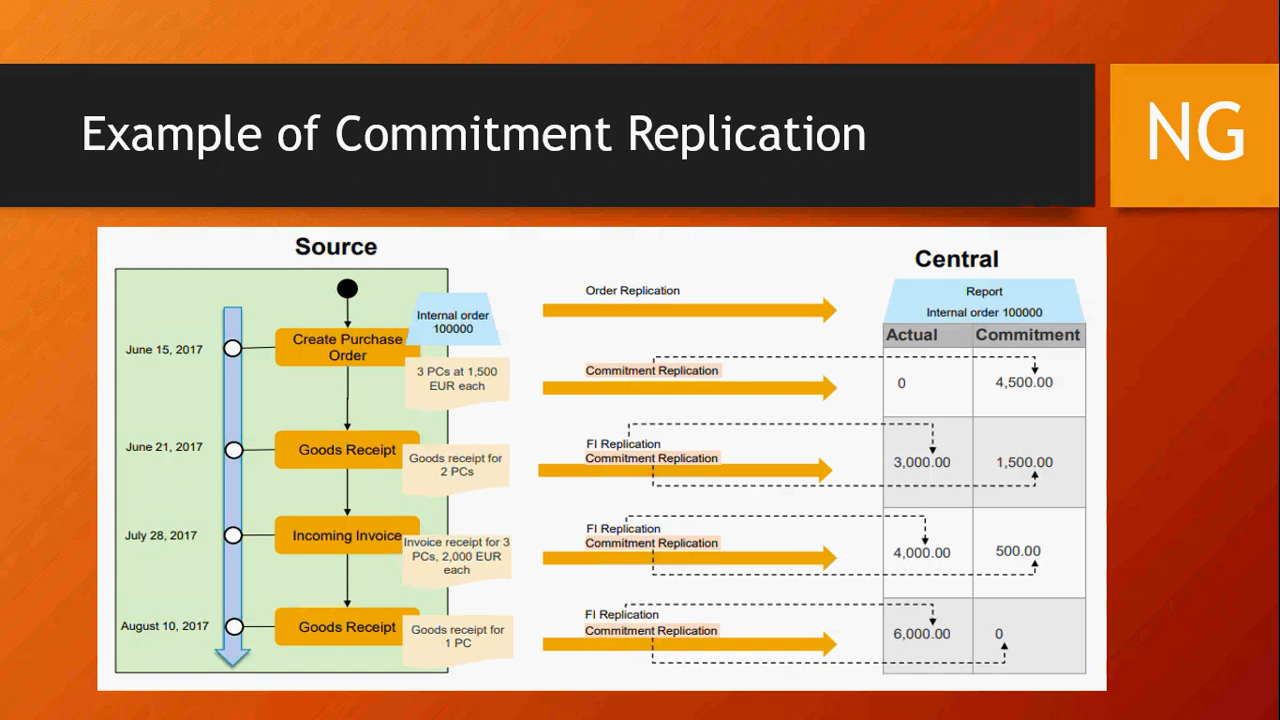 Example of Commitment Replication
NG
Source
Central
Order Replication
Report
Internal order 100000
Internal order
100000
Actual
Commitment
June 15, 2017
Create Purchase
Order
3 PCs at 1,500
EUR each
Commitment Replication
0
4,500.00
June 21, 2017
Goods Receipt
Goods receipt for
2 PCs
FI Replication
Commitment Replication
3,000.00
1,500.00
July 28, 2017
Incoming Invoice
Invoice receipt for 3
PCs, 2,000 EUR
each
FI Replication
Commitment Replication
4,000.00
500.00
August 10, 2017
Goods Receipt
Goods receipt for
1 PC
FI Replication
Commitment Replication
6,000.00
0